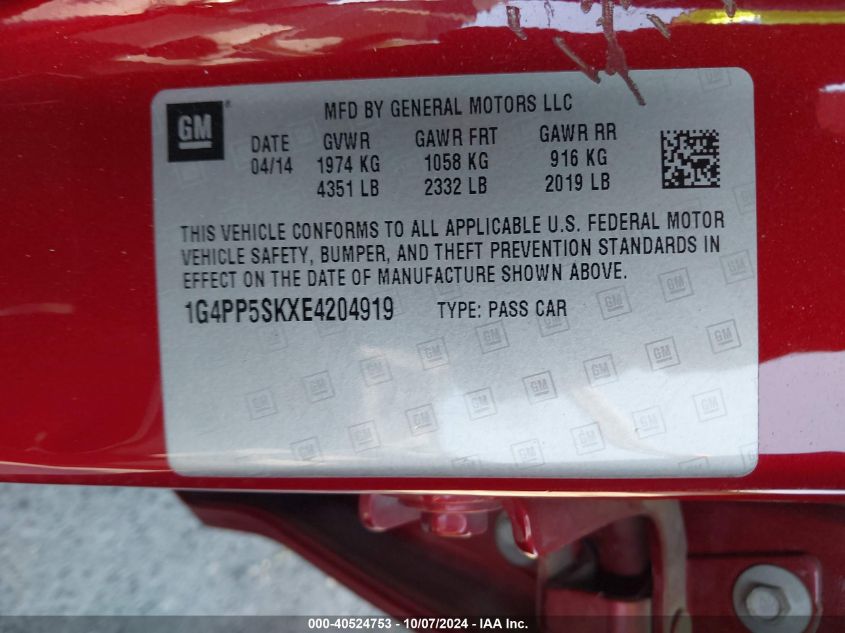 GM
MFD BY GENERAL MOTORS LLC
DATE GVWR GAWR FRT GAWR RR
04/14 1974 KG 1058 KG 916 KG
4351 LB 2332 LB 2019 LB
THIS VEHICLE CONFORMS TO ALL APPLICABLE U.S. FEDERAL MOTOR
VEHICLE SAFETY, BUMPER, AND THEFT PREVENTION STANDARDS IN
EFFECT ON THE DATE OF MANUFACTURE SHOWN ABOVE.
1G4PP5SKXE4204919 TYPE: PASS CAR
000-40524753 - 10/07/2024 - IAA Inc.